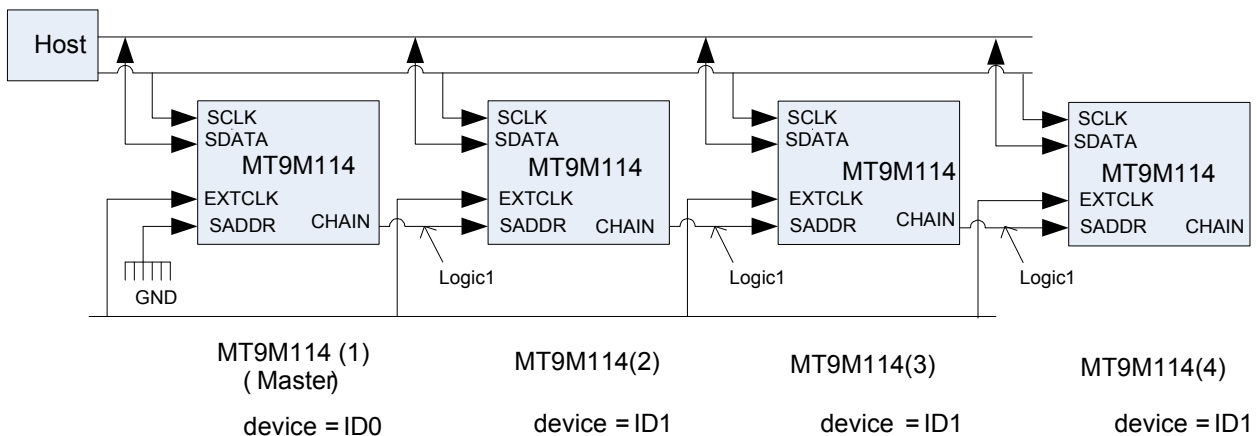 Host
SCLK
SDATA
MT9M114
EXTCLK
SADDR CHAIN
SCLK
SDATA
MT9M114
EXTCLK
SADDR CHAIN
SCLK
SDATA
MT9M114
EXTCLK
SADDR CHAIN
SCLK
SDATA
MT9M114
EXTCLK
SADDR CHAIN
GND
Logic1
Logic1
Logic1
MT9M114 (1)
( Master)
device = ID0
MT9M114(2)
device = ID1
MT9M114(3)
device = ID1
MT9M114(4)
device = ID1